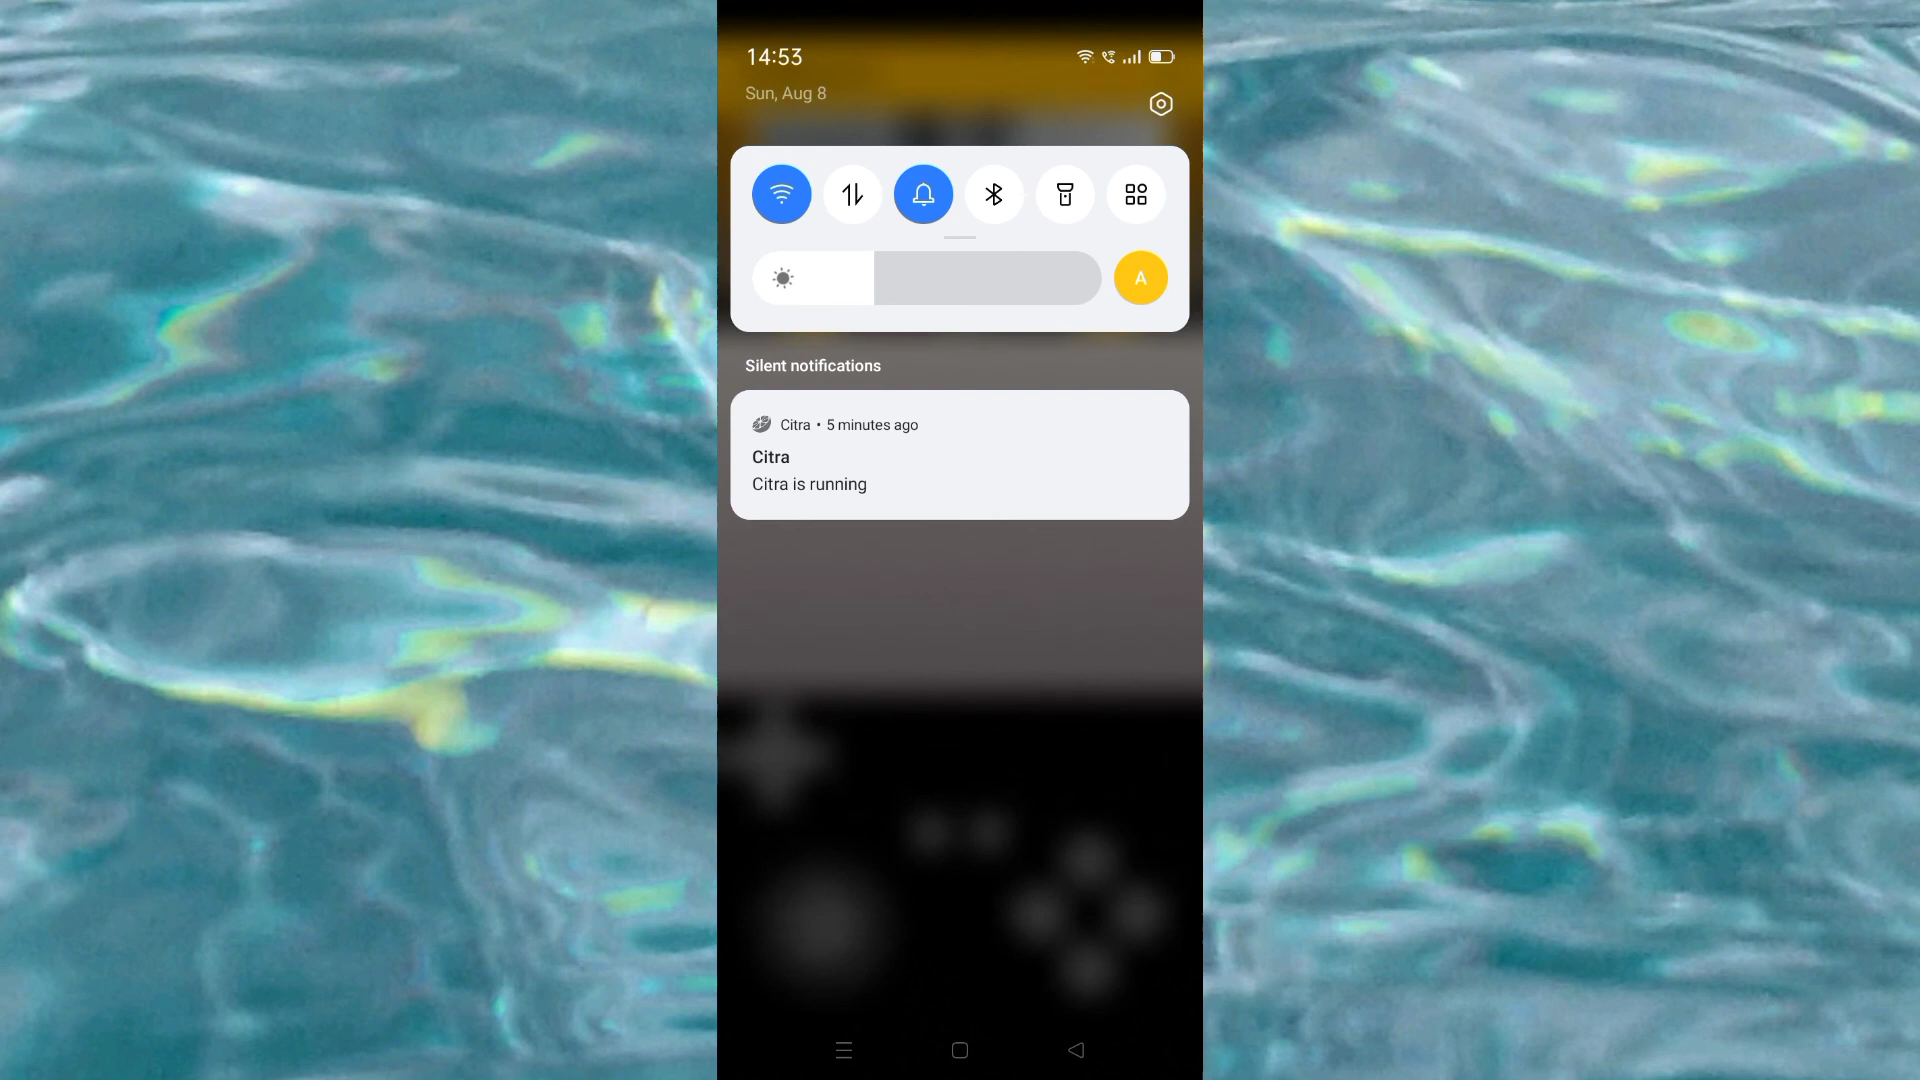 14:53
Sun, Aug 8
A
Silent notifications
Citra • 5 minutes ago
Citra
Citra is running